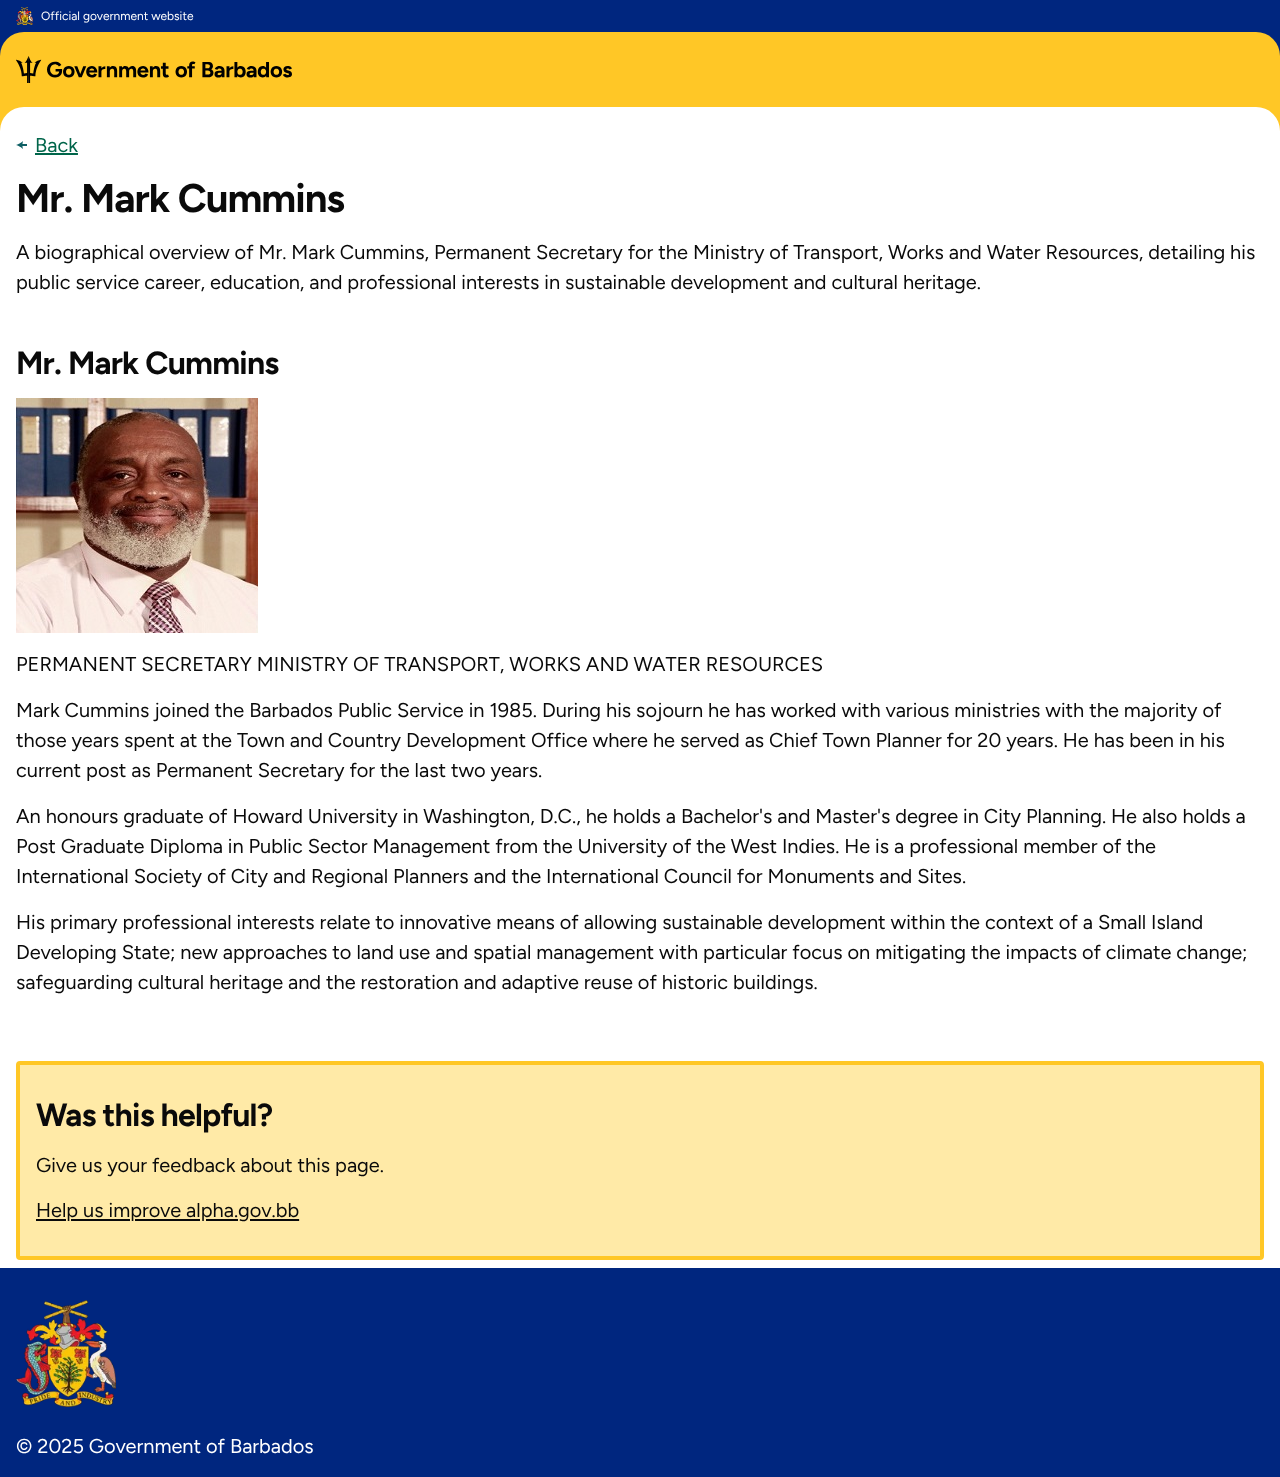 Official government website
Government of Barbados
Back
Mr. Mark Cummins
A biographical overview of Mr. Mark Cummins, Permanent Secretary for the Ministry of Transport, Works and Water Resources, detailing his
public service career, education, and professional interests in sustainable development and cultural heritage.
Mr. Mark Cummins
PERMANENT SECRETARY MINISTRY OF TRANSPORT, WORKS AND WATER RESOURCES
Mark Cummins joined the Barbados Public Service in 1985. During his sojourn he has worked with various ministries with the majority of
those years spent at the Town and Country Development Office where he served as Chief Town Planner for 20 years. He has been in his
current post as Permanent Secretary for the last two years.
An honours graduate of Howard University in Washington, D.C., he holds a Bachelor's and Master's degree in City Planning. He also holds a
Post Graduate Diploma in Public Sector Management from the University of the West Indies. He is a professional member of the
International Society of City and Regional Planners and the International Council for Monuments and Sites.
His primary professional interests relate to innovative means of allowing sustainable development within the context of a Small Island
Developing State; new approaches to land use and spatial management with particular focus on mitigating the impacts of climate change;
safeguarding cultural heritage and the restoration and adaptive reuse of historic buildings.
Was this helpful?
Give us your feedback about this page.
Help us improve alpha.gov.bb
PRIDE AND INDUSTRY
© 2025 Government of Barbados